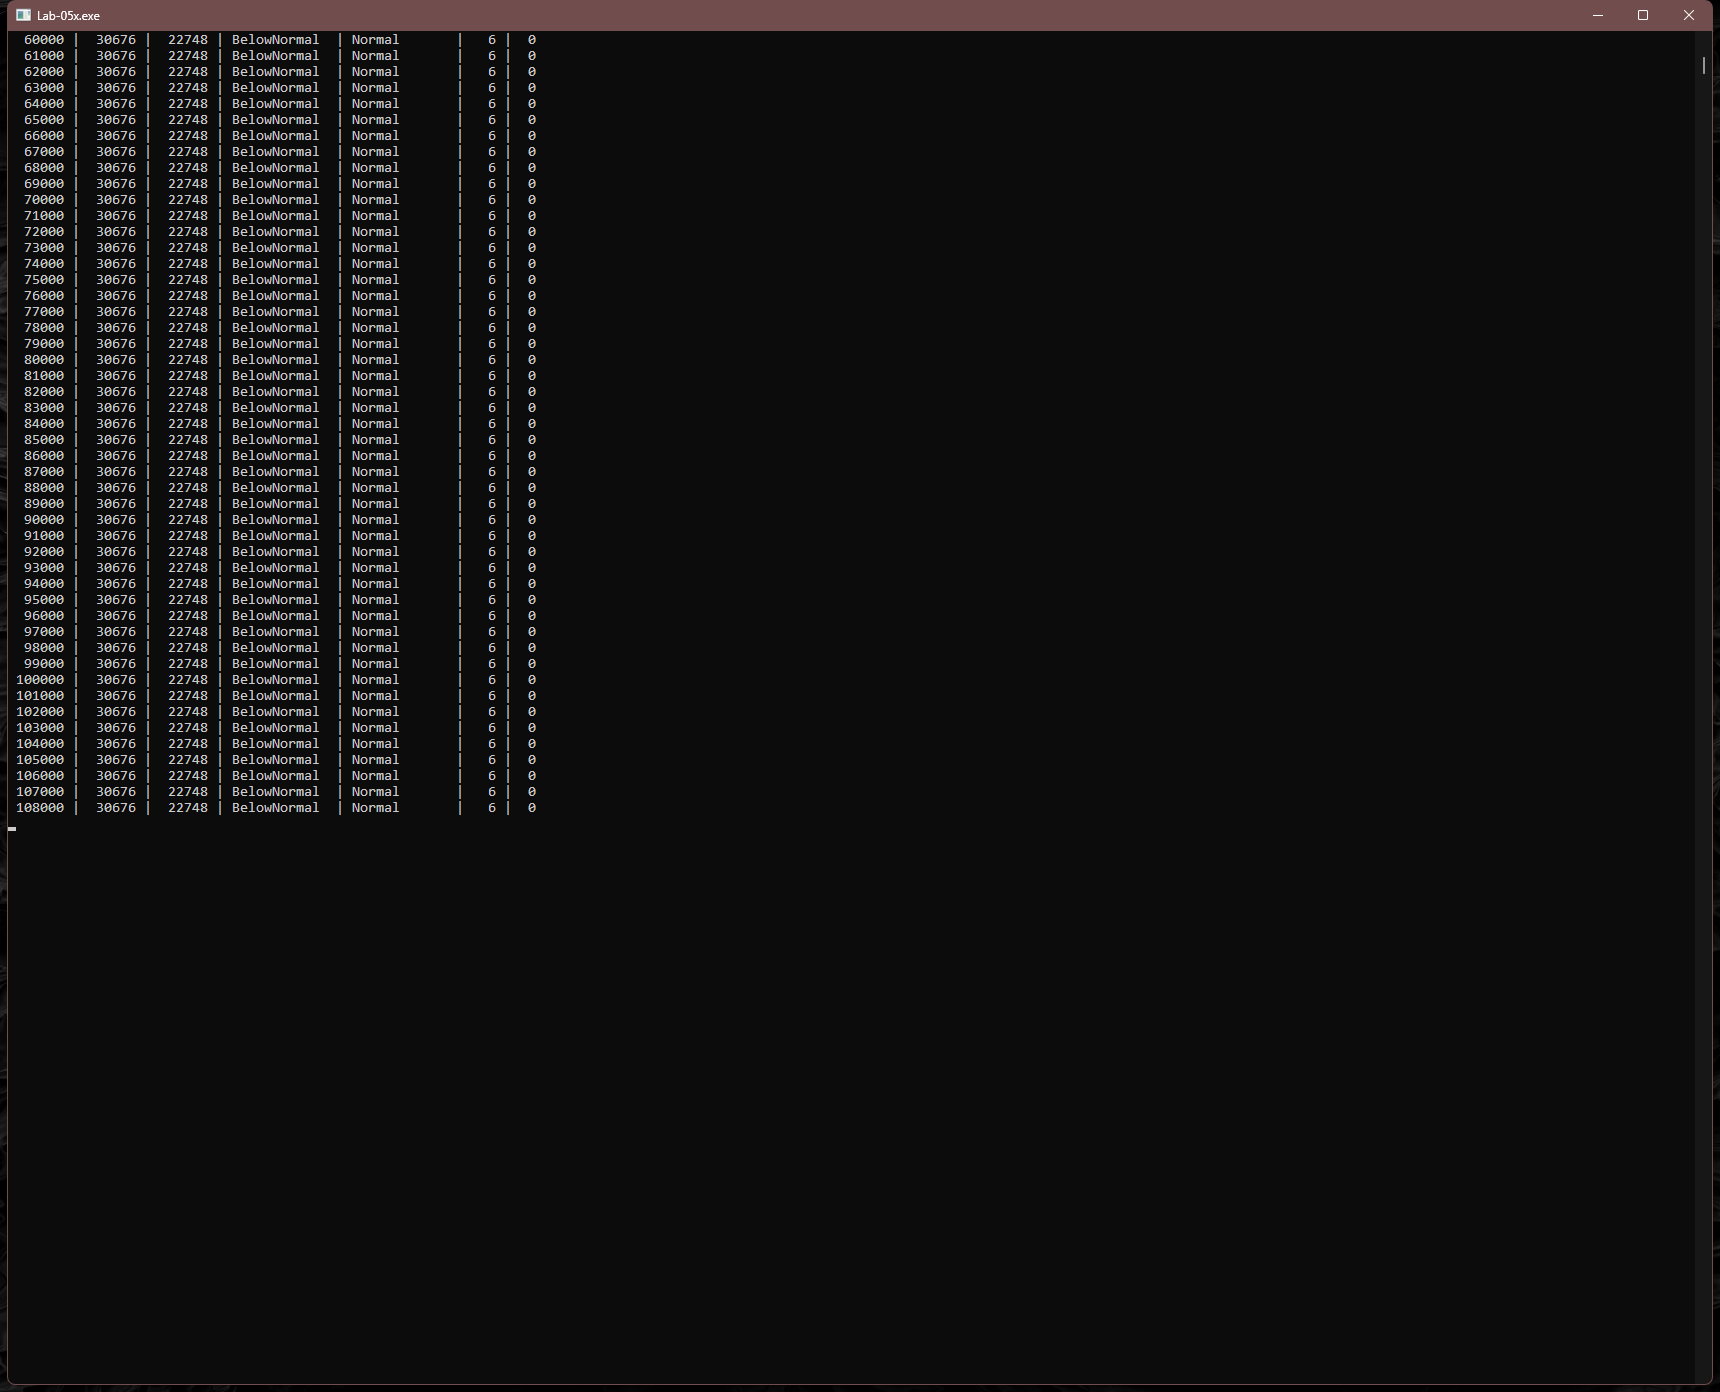 Lab-05x.exe
60000 | 30676 | 22748 | BelowNormal | Normal | 6 | 0
61000 | 30676 | 22748 | BelowNormal | Normal | 6 | 0
62000 | 30676 | 22748 | BelowNormal | Normal | 6 | 0
63000 | 30676 | 22748 | BelowNormal | Normal | 6 | 0
64000 | 30676 | 22748 | BelowNormal | Normal | 6 | 0
65000 | 30676 | 22748 | BelowNormal | Normal | 6 | 0
66000 | 30676 | 22748 | BelowNormal | Normal | 6 | 0
67000 | 30676 | 22748 | BelowNormal | Normal | 6 | 0
68000 | 30676 | 22748 | BelowNormal | Normal | 6 | 0
69000 | 30676 | 22748 | BelowNormal | Normal | 6 | 0
70000 | 30676 | 22748 | BelowNormal | Normal | 6 | 0
71000 | 30676 | 22748 | BelowNormal | Normal | 6 | 0
72000 | 30676 | 22748 | BelowNormal | Normal | 6 | 0
73000 | 30676 | 22748 | BelowNormal | Normal | 6 | 0
74000 | 30676 | 22748 | BelowNormal | Normal | 6 | 0
75000 | 30676 | 22748 | BelowNormal | Normal | 6 | 0
76000 | 30676 | 22748 | BelowNormal | Normal | 6 | 0
77000 | 30676 | 22748 | BelowNormal | Normal | 6 | 0
78000 | 30676 | 22748 | BelowNormal | Normal | 6 | 0
79000 | 30676 | 22748 | BelowNormal | Normal | 6 | 0
80000 | 30676 | 22748 | BelowNormal | Normal | 6 | 0
81000 | 30676 | 22748 | BelowNormal | Normal | 6 | 0
82000 | 30676 | 22748 | BelowNormal | Normal | 6 | 0
83000 | 30676 | 22748 | BelowNormal | Normal | 6 | 0
84000 | 30676 | 22748 | BelowNormal | Normal | 6 | 0
85000 | 30676 | 22748 | BelowNormal | Normal | 6 | 0
86000 | 30676 | 22748 | BelowNormal | Normal | 6 | 0
87000 | 30676 | 22748 | BelowNormal | Normal | 6 | 0
88000 | 30676 | 22748 | BelowNormal | Normal | 6 | 0
89000 | 30676 | 22748 | BelowNormal | Normal | 6 | 0
90000 | 30676 | 22748 | BelowNormal | Normal | 6 | 0
91000 | 30676 | 22748 | BelowNormal | Normal | 6 | 0
92000 | 30676 | 22748 | BelowNormal | Normal | 6 | 0
93000 | 30676 | 22748 | BelowNormal | Normal | 6 | 0
94000 | 30676 | 22748 | BelowNormal | Normal | 6 | 0
95000 | 30676 | 22748 | BelowNormal | Normal | 6 | 0
96000 | 30676 | 22748 | BelowNormal | Normal | 6 | 0
97000 | 30676 | 22748 | BelowNormal | Normal | 6 | 0
98000 | 30676 | 22748 | BelowNormal | Normal | 6 | 0
99000 | 30676 | 22748 | BelowNormal | Normal | 6 | 0
100000 | 30676 | 22748 | BelowNormal | Normal | 6 | 0
101000 | 30676 | 22748 | BelowNormal | Normal | 6 | 0
102000 | 30676 | 22748 | BelowNormal | Normal | 6 | 0
103000 | 30676 | 22748 | BelowNormal | Normal | 6 | 0
104000 | 30676 | 22748 | BelowNormal | Normal | 6 | 0
105000 | 30676 | 22748 | BelowNormal | Normal | 6 | 0
106000 | 30676 | 22748 | BelowNormal | Normal | 6 | 0
107000 | 30676 | 22748 | BelowNormal | Normal | 6 | 0
108000 | 30676 | 22748 | BelowNormal | Normal | 6 | 0